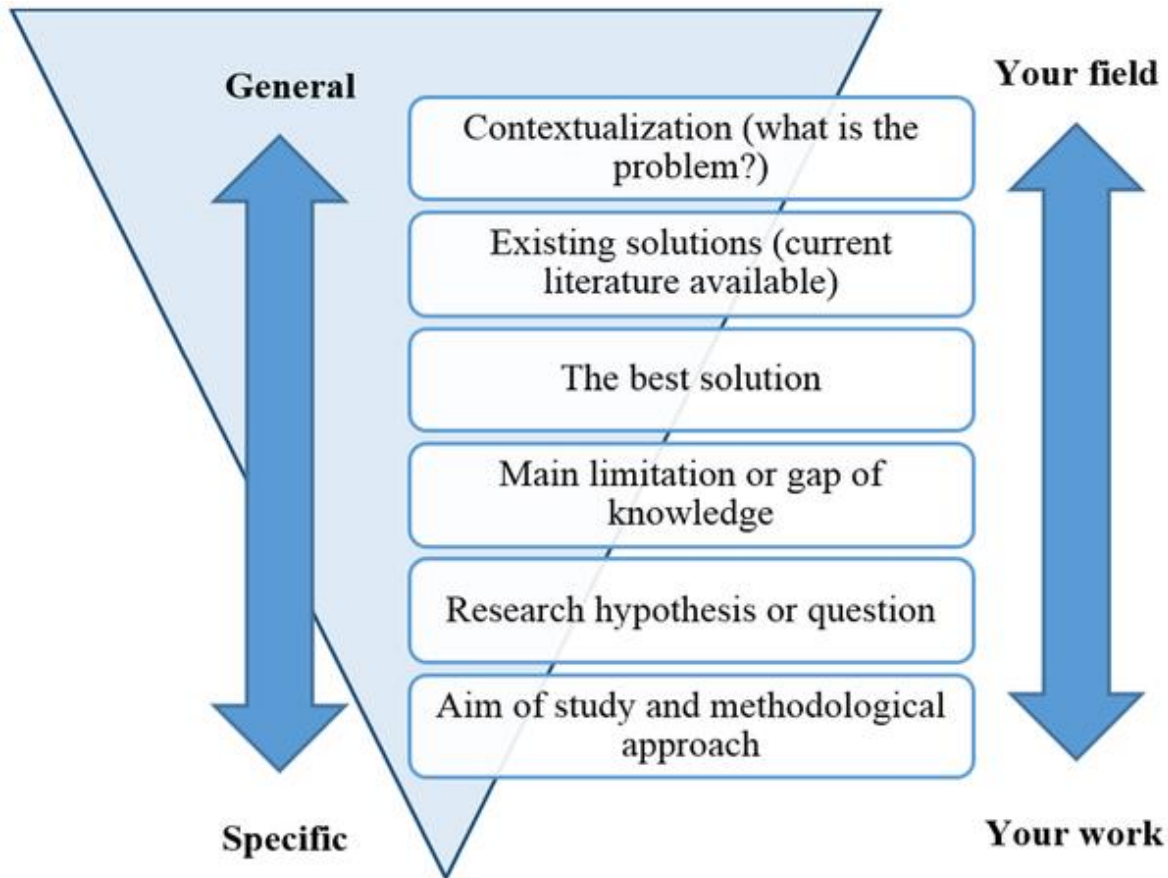 General
Your field
Contextualization (what is the
problem?)
Existing solutions (current
literature available)
The best solution
Main limitation or gap of
knowledge
Research hypothesis or question
Aim of study and methodological
approach
Specific
Your work